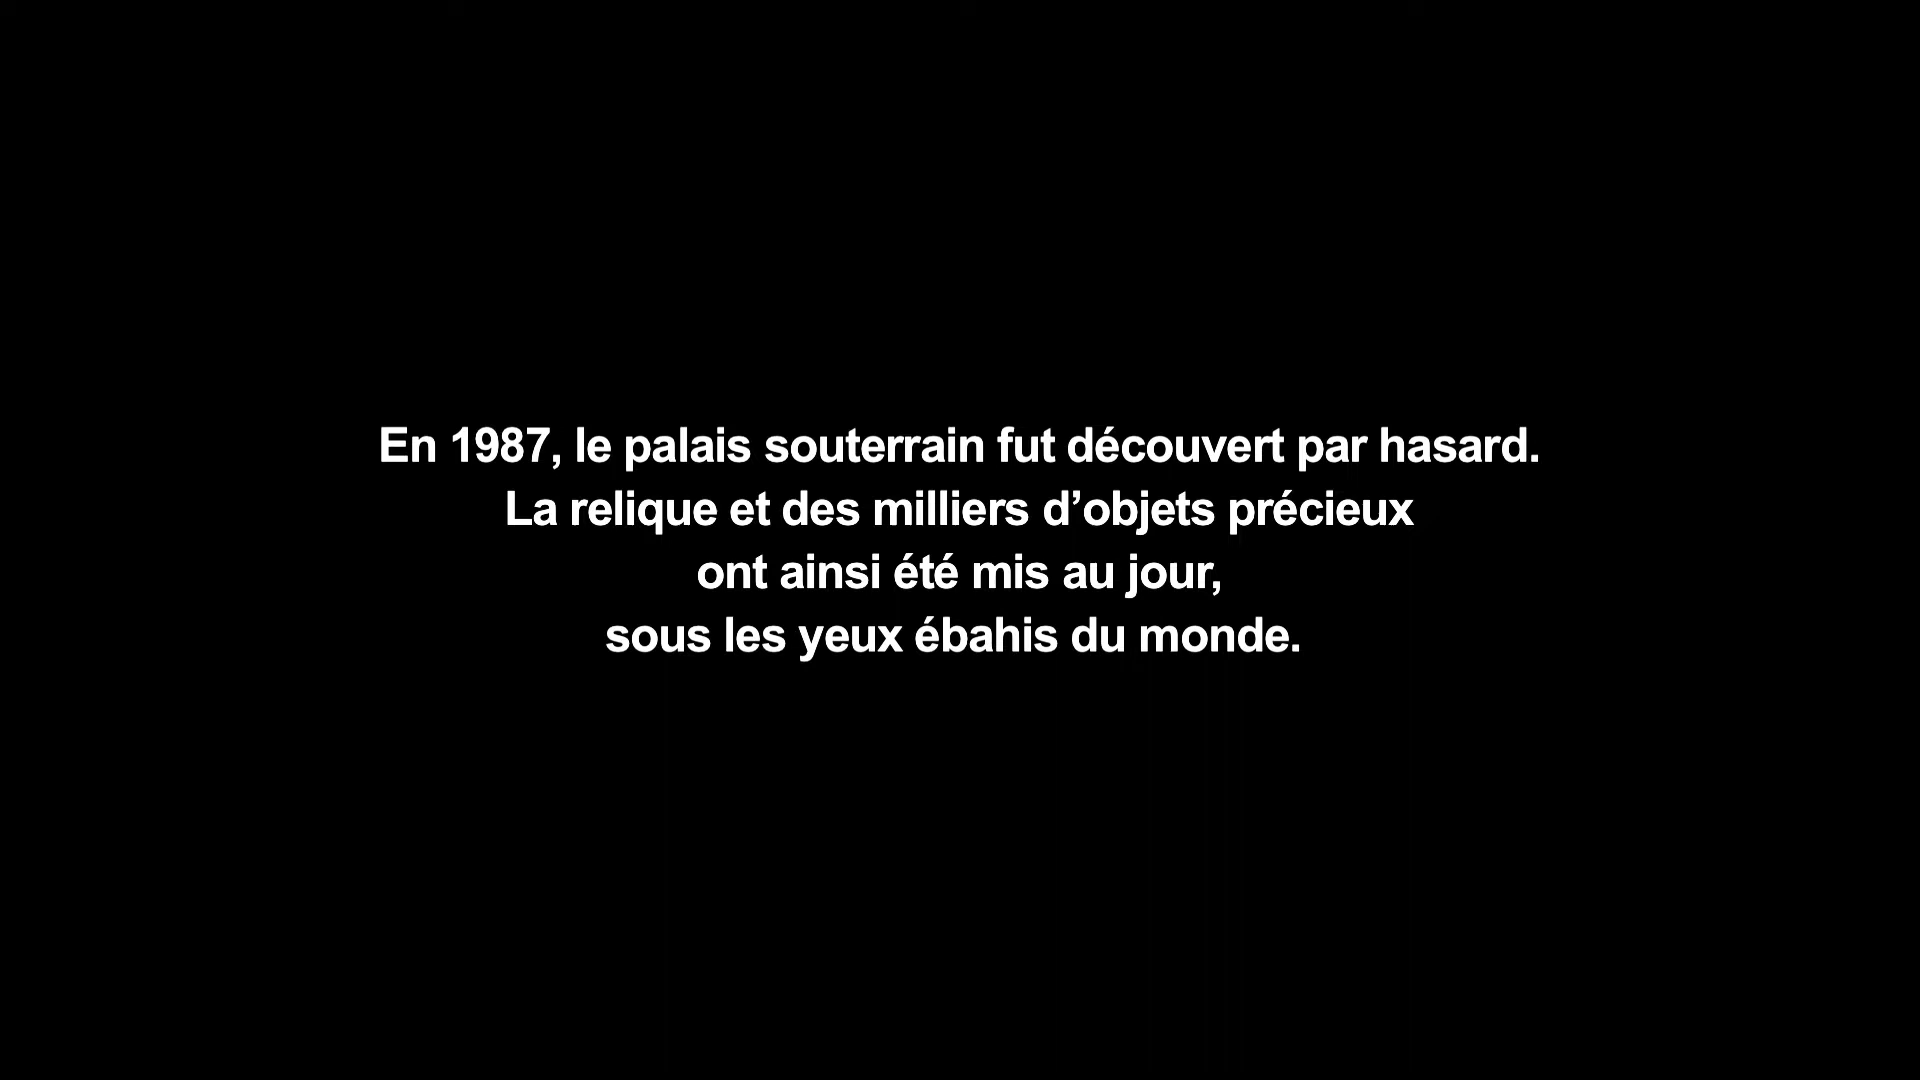 En 1987, le palais souterrain fut découvert par hasard.
La relique et des milliers d’objets précieux
ont ainsi été mis au jour,
sous les yeux ébahis du monde.